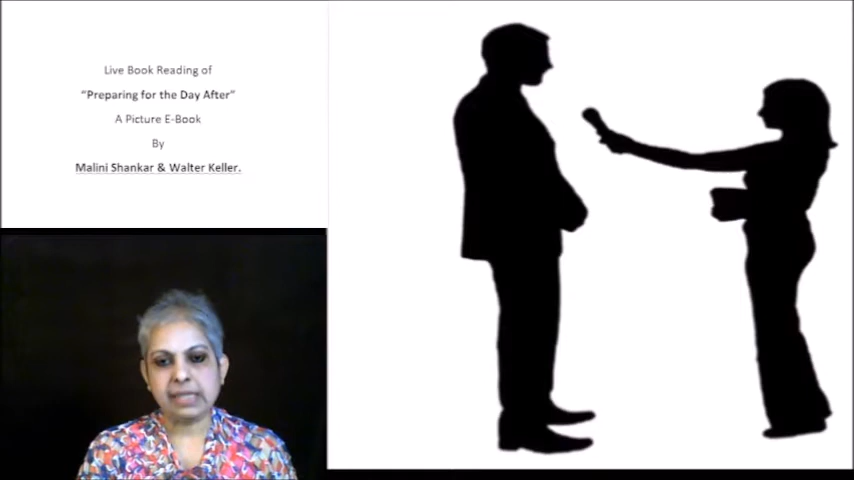 Live Book Reading of
“Preparing for the Day After”
A Picture E-Book
By
Malini Shankar & Walter Keller.